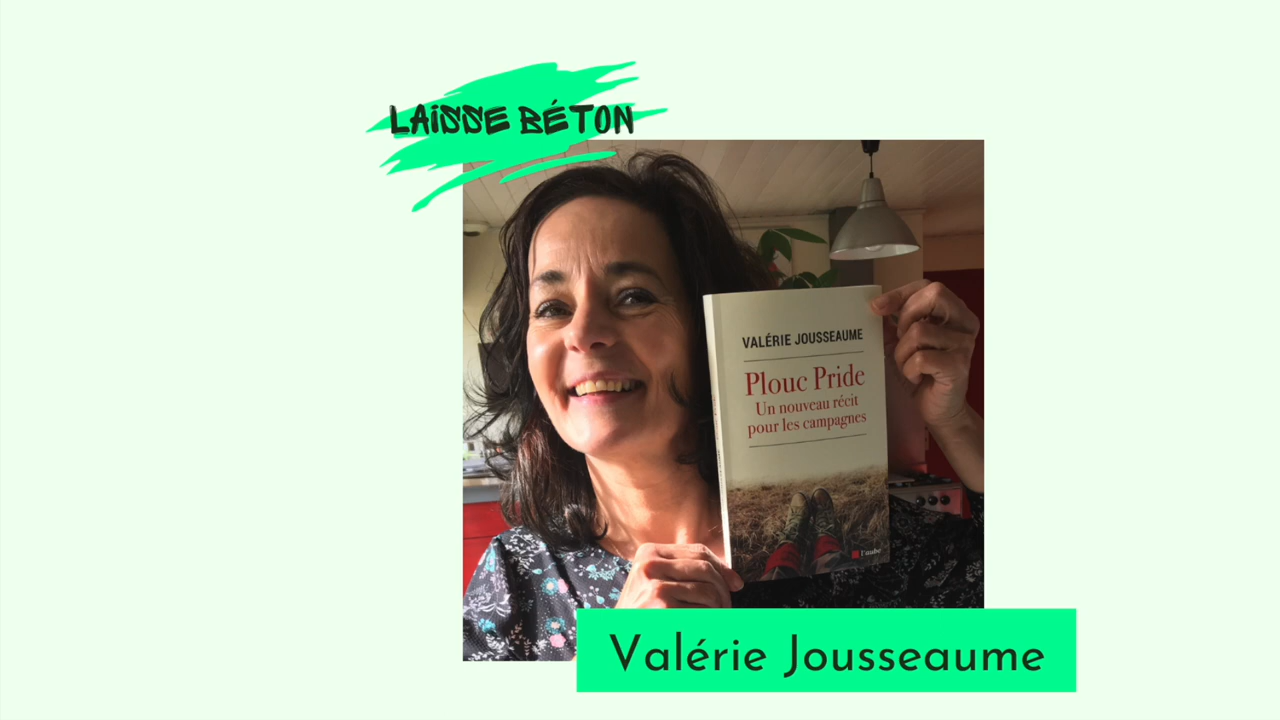 LAISSE BÉTON
VALÉRIE JOUSSEAUME
Plouc Pride
Un nouveau récit
pour les campagnes
l'aube
Valérie Jousseaume